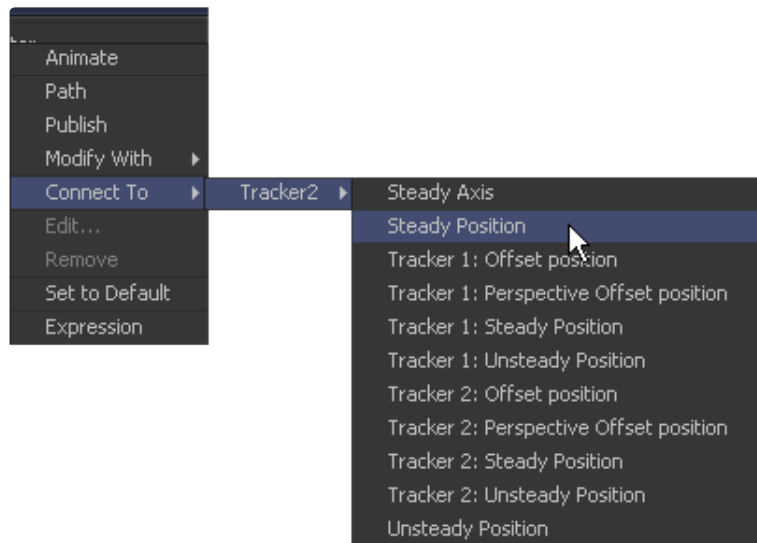 Animate
Path
Publish
Modify With
Connect To
Edit...
Remove
Set to Default
Expression
Tracker2
Steady Axis
Steady Position
Tracker 1: Offset position
Tracker 1: Perspective Offset position
Tracker 1: Steady Position
Tracker 1: Unsteady Position
Tracker 2: Offset position
Tracker 2: Perspective Offset position
Tracker 2: Steady Position
Tracker 2: Unsteady Position
Unsteady Position